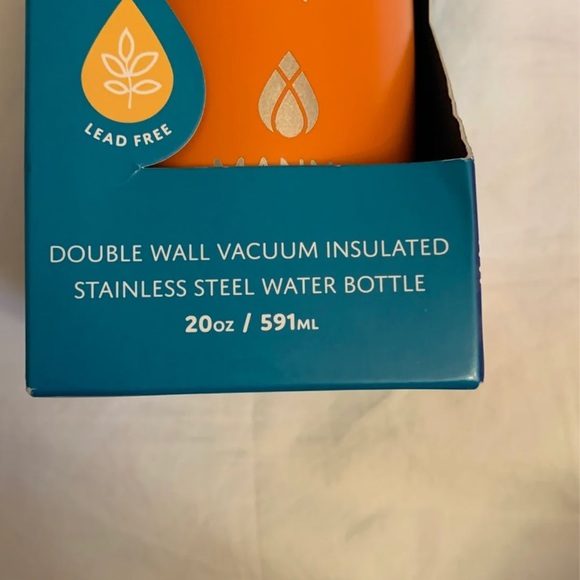 LEAD FREE
DOUBLE WALL VACUUM INSULATED
STAINLESS STEEL WATER BOTTLE
20OZ / 591ML